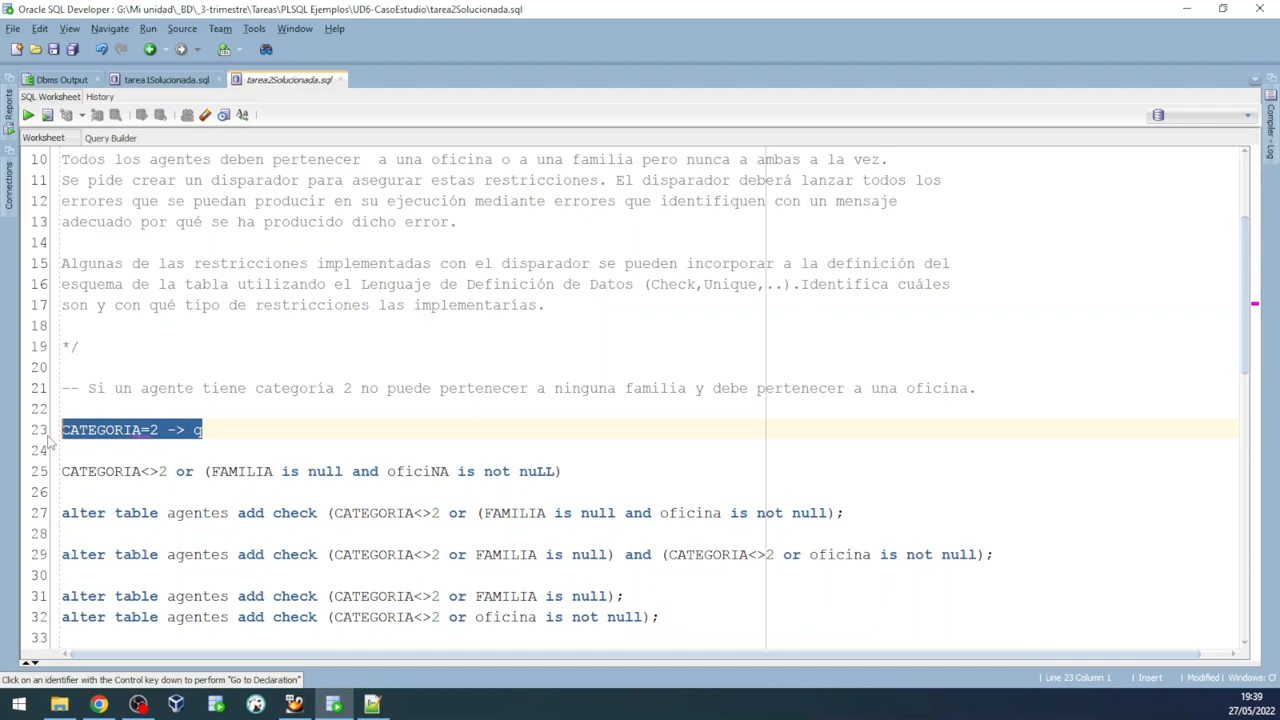 Oracle SQL Developer : G:\Mi unidad\_BD\_3-trimestre\Tareas\PLSQL Ejemplos\UD6-CasoEstudio\tarea2Solucionada.sql
File Edit View Navigate Run Source Team Tools Window Help
Dbms Output tarea1Solucionada.sql tarea2Solucionada.sql
SQL Worksheet History
Worksheet Query Builder
Reports
Connections
Compiler - Log
10 Todos los agentes deben pertenecer  a una oficina o a una familia pero nunca a ambas a la vez.
11 Se pide crear un disparador para asegurar estas restricciones. El disparador deberá lanzar todos los
12 errores que se puedan producir en su ejecución mediante errores que identifiquen con un mensaje
13 adecuado por qué se ha producido dicho error.
14
15 Algunas de las restricciones implementadas con el disparador se pueden incorporar a la definición del
16 esquema de la tabla utilizando el Lenguaje de Definición de Datos (Check,Unique,..).Identifica cuáles
17 son y con qué tipo de restricciones las implementarías.
18
19 */
20
21 -- Si un agente tiene categoría 2 no puede pertenecer a ninguna familia y debe pertenecer a una oficina.
22
23 CATEGORIA=2 -> q
24
25 CATEGORIA<>2 or (FAMILIA is null and oficiNA is not nuLL)
26
27 alter table agentes add check (CATEGORIA<>2 or (FAMILIA is null and oficina is not null);
28
29 alter table agentes add check (CATEGORIA<>2 or FAMILIA is null) and (CATEGORIA<>2 or oficina is not null);
30
31 alter table agentes add check (CATEGORIA<>2 or FAMILIA is null);
32 alter table agentes add check (CATEGORIA<>2 or oficina is not null);
33
Click on an identifier with the Control key down to perform "Go to Declaration"
Line 23 Column 1 Insert Modified Windows: C
19:39
27/05/2022